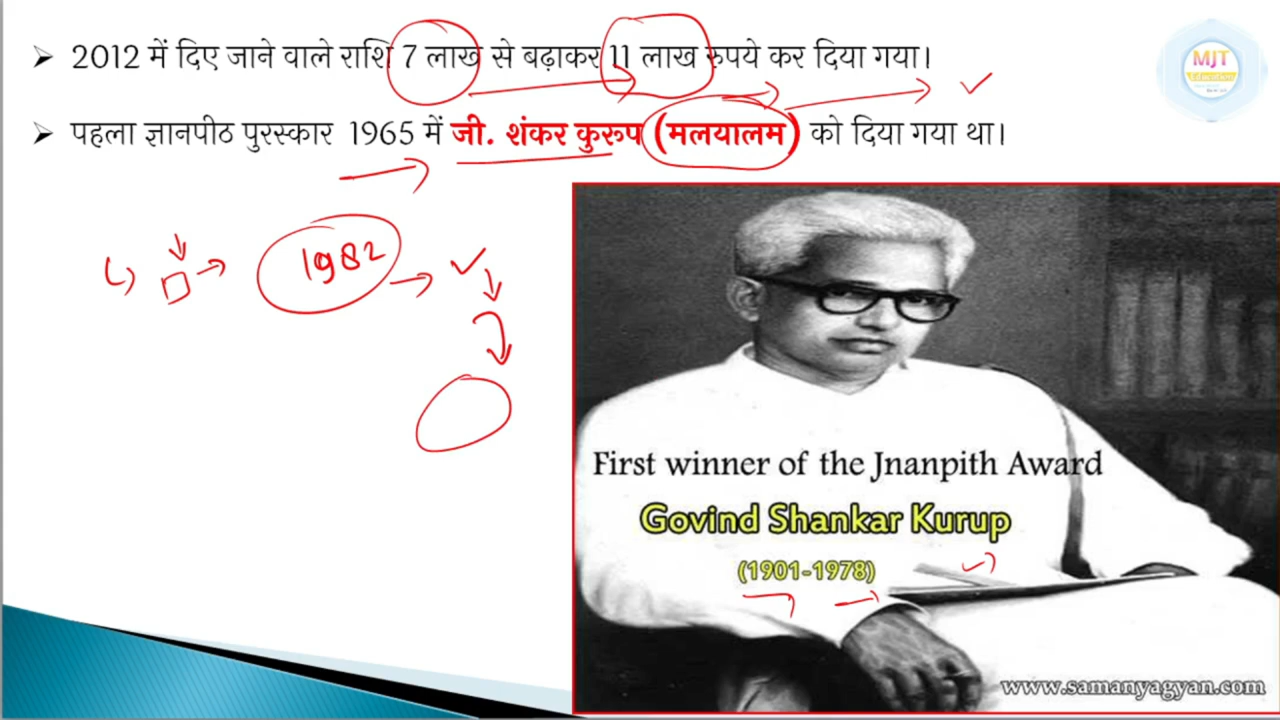 ➢ 2012 में दिए जाने वाले राशि 7 लाख से बढ़ाकर 11 लाख रुपये कर दिया गया।
MJT
Education
➢ पहला ज्ञानपीठ पुरस्कार 1965 में जी. शंकर कुरूप (मलयालम) को दिया गया था।
1982
First winner of the Jnanpith Award
Govind Shankar Kurup
(1901-1978)
www.samanyagyan.com